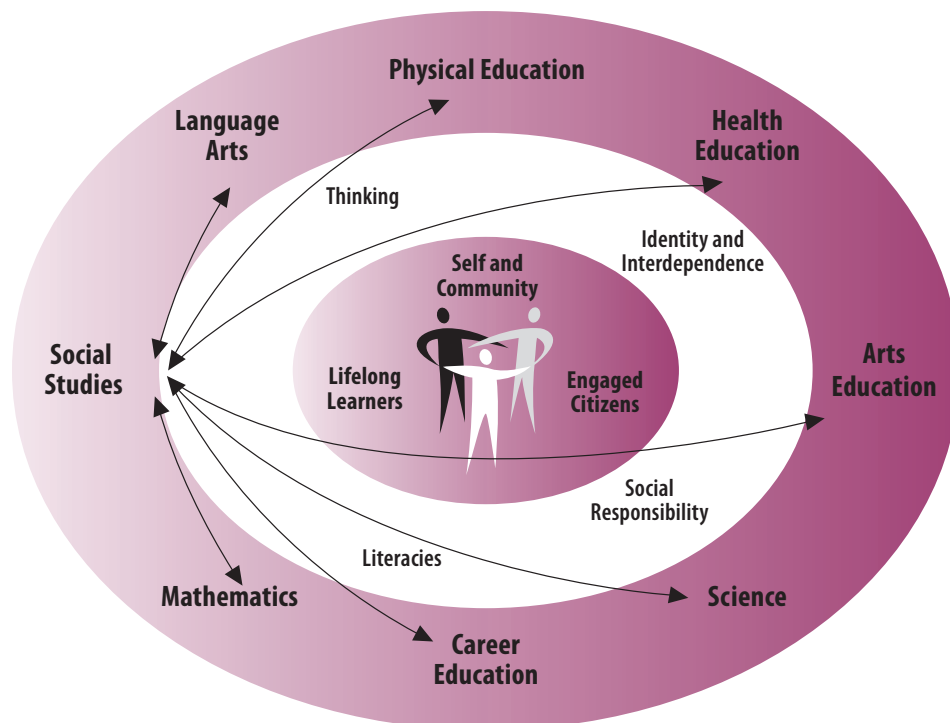 Physical Education
Language
Arts
Health
Education
Thinking
Identity and
Interdependence
Self and
Community
Social
Studies
Lifelong
Learners
Engaged
Citizens
Arts
Education
Social
Responsibility
Literacies
Mathematics
Science
Career
Education